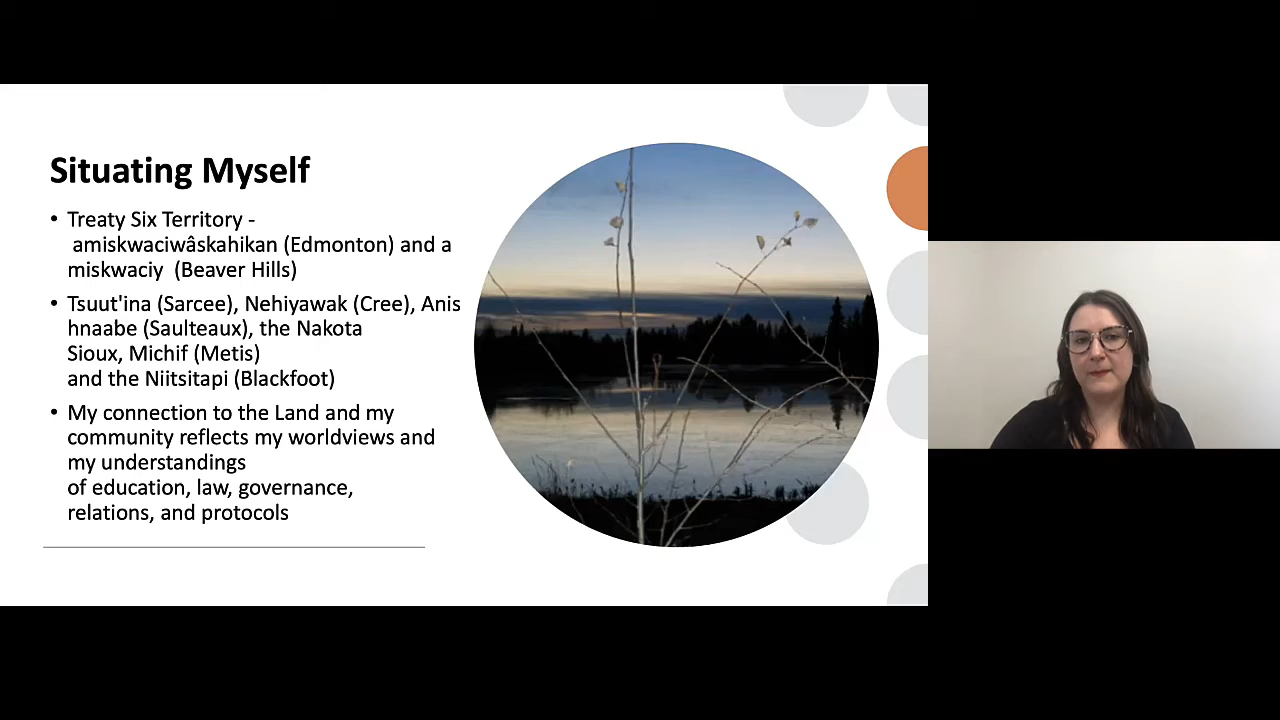 Situating Myself
• Treaty Six Territory -
amiskwaciwâskahikan (Edmonton) and a
miskwaciy (Beaver Hills)
• Tsuut'ina (Sarcee), Nehiyawak (Cree), Anis
hnaabe (Saulteaux), the Nakota
Sioux, Michif (Metis)
and the Niitsitapi (Blackfoot)
• My connection to the Land and my
community reflects my worldviews and
my understandings
of education, law, governance,
relations, and protocols